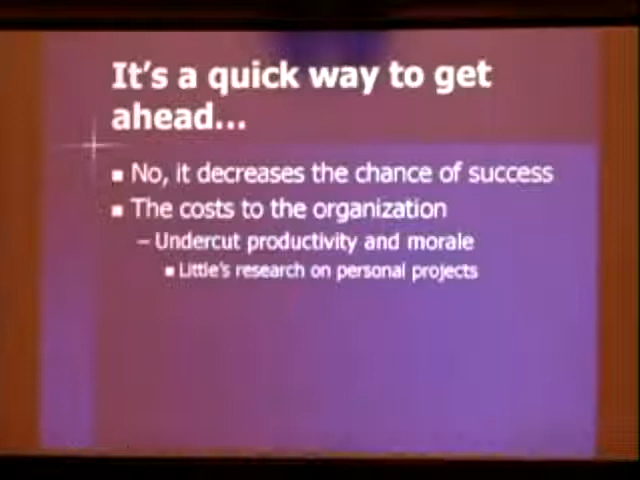 It's a quick way to get
ahead...
No, it decreases the chance of success
The costs to the organization
– Undercut productivity and morale
Little's research on personal projects